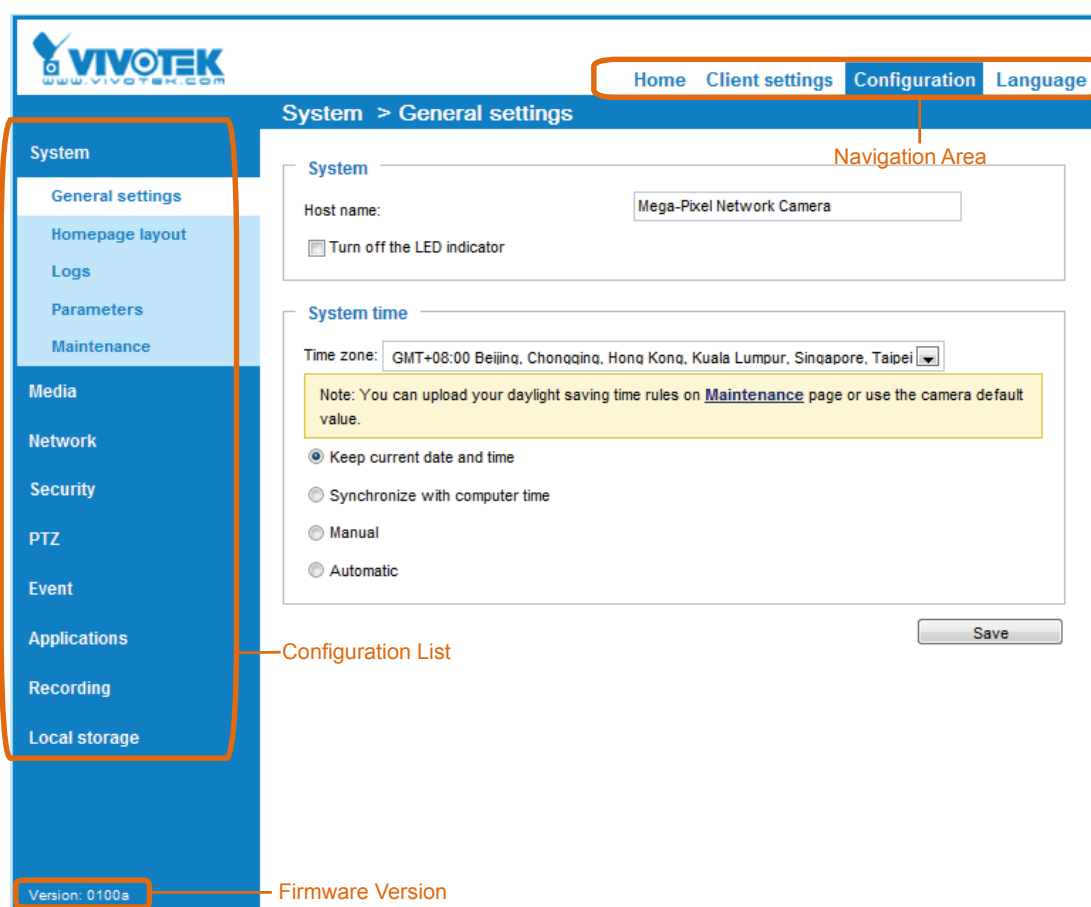 VIVOTEK
www.vivotek.com
Home Client settings Configuration Language
System > General settings
Navigation Area
System
General settings
Homepage layout
Logs
Parameters
Maintenance
Media
Network
Security
PTZ
Event
Applications
Recording
Local storage
Configuration List
Version: 0100a
Firmware Version
System
Host name: Mega-Pixel Network Camera
Turn off the LED indicator
System time
Time zone: GMT+08:00 Beijing, Chongqing, Hong Kong, Kuala Lumpur, Singapore, Taipei
Note: You can upload your daylight saving time rules on Maintenance page or use the camera default
value.
Keep current date and time
Synchronize with computer time
Manual
Automatic
Save